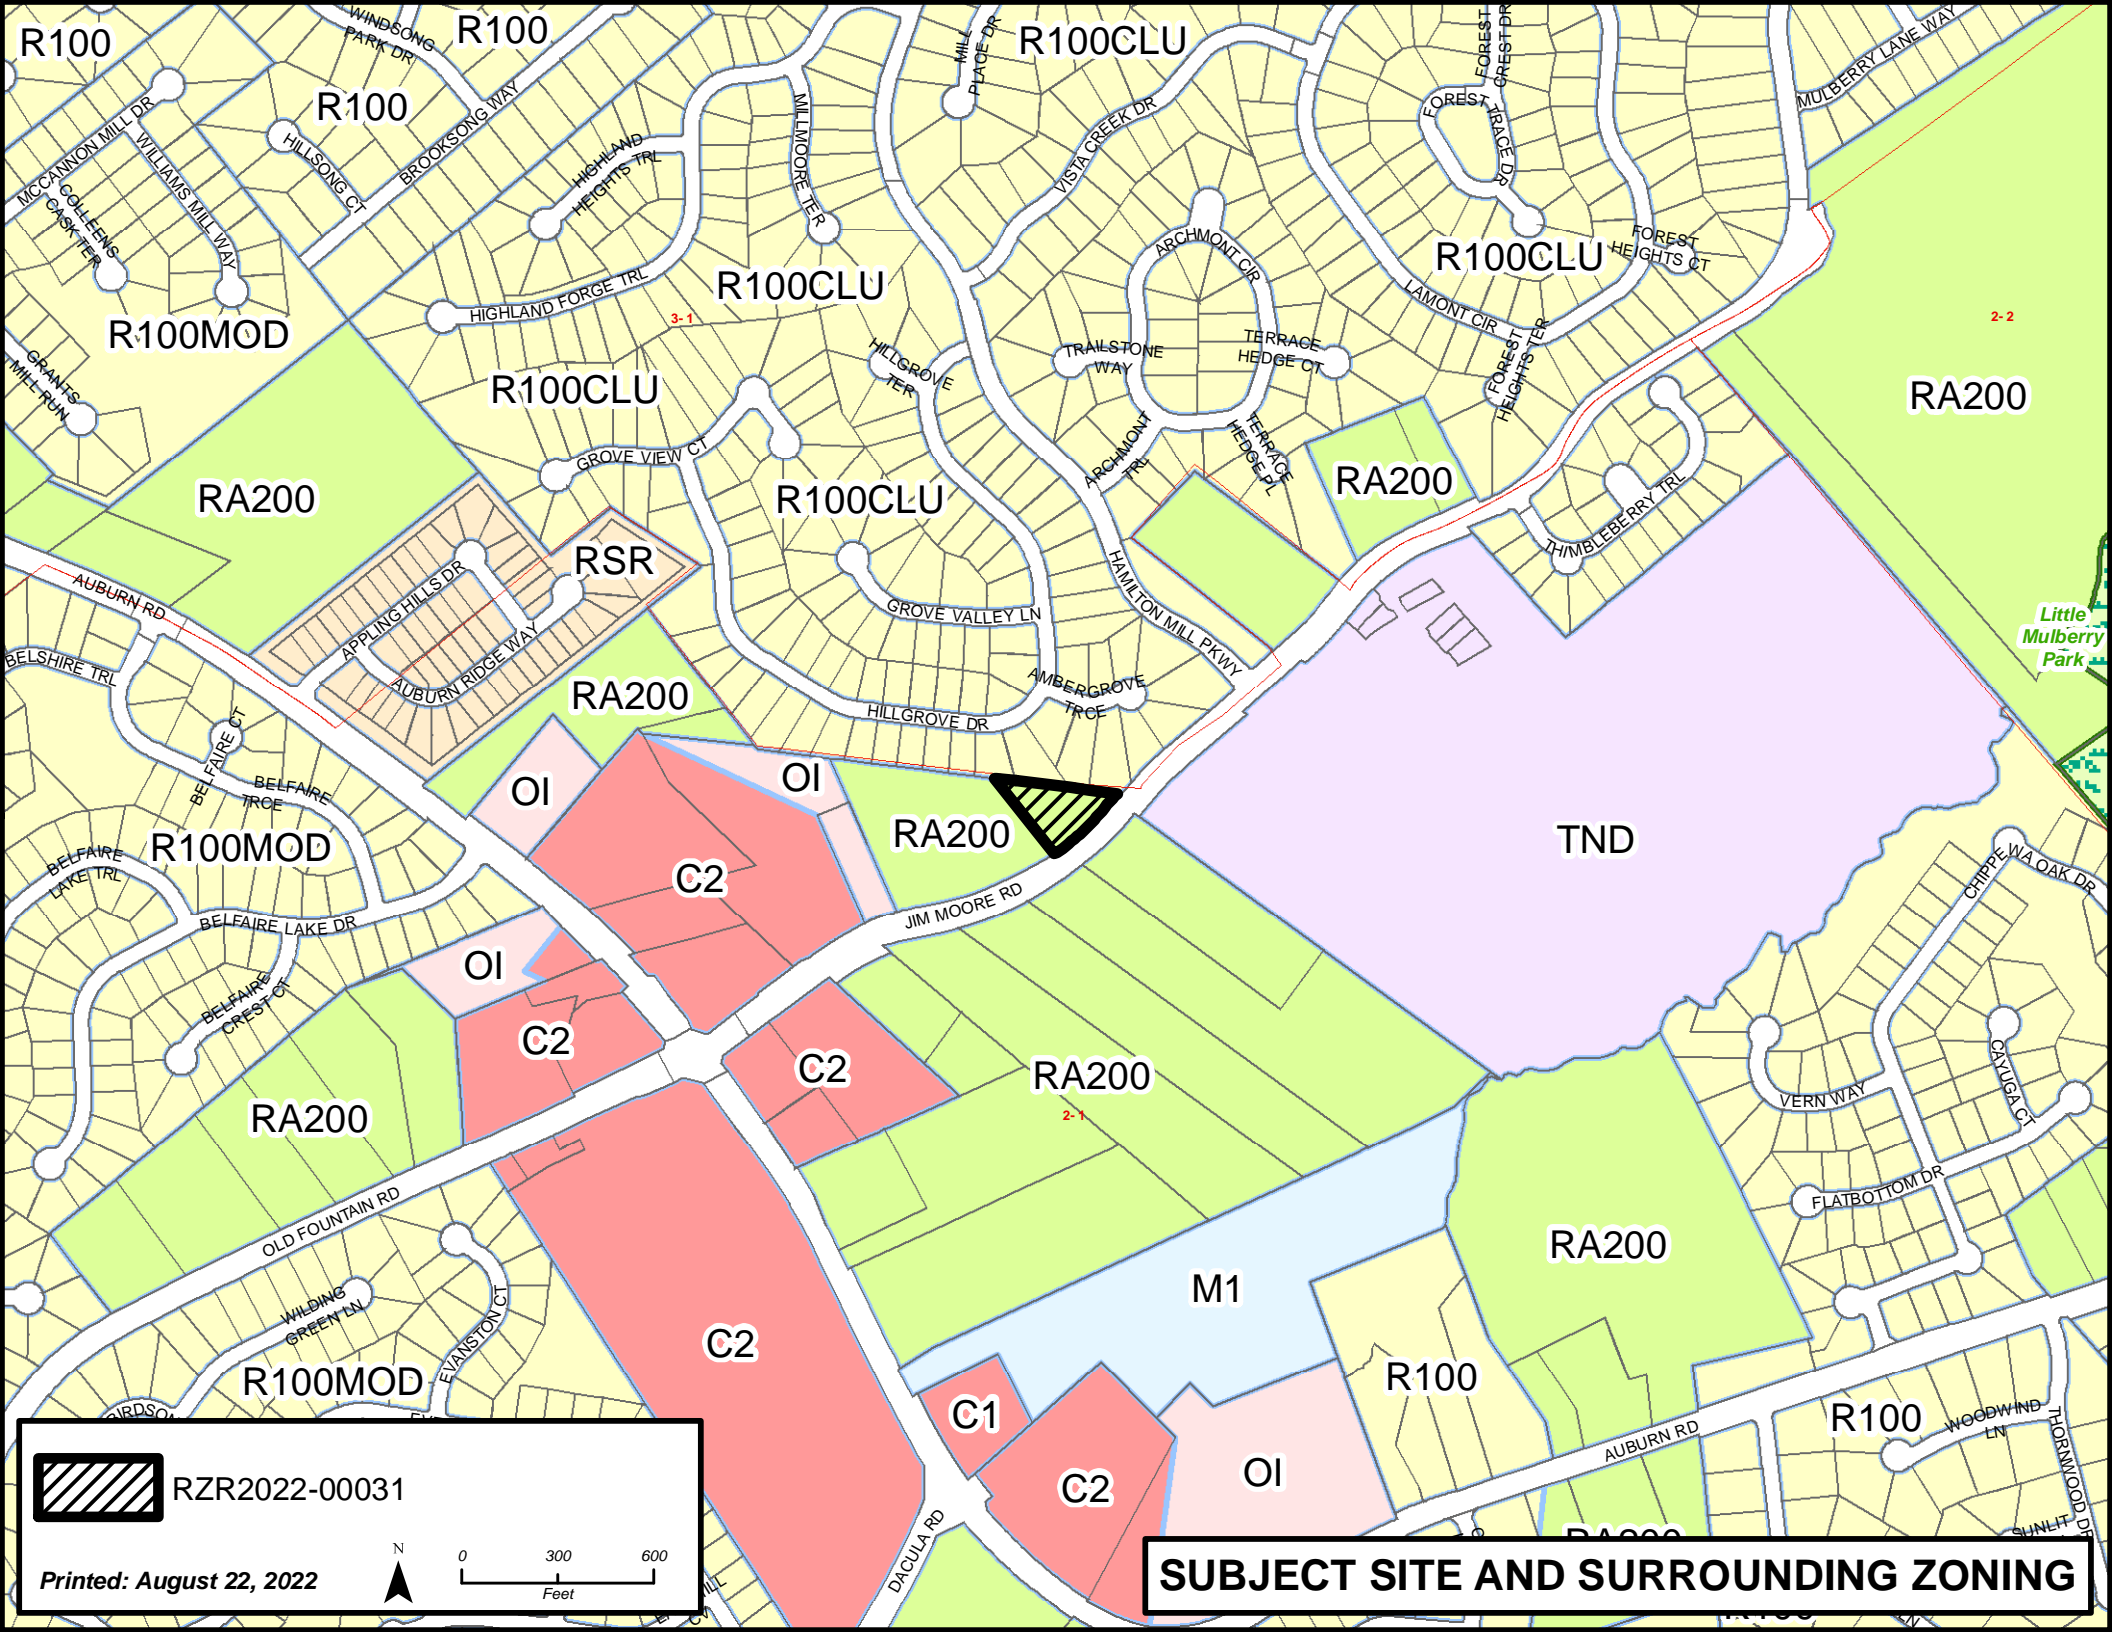 R100
WINDSONG
PARK DR
R100
MILL
PLACE DR
R100CLU
FOREST
CREST DR
MULBERRY LANE WAY
MCCANNON MILL DR
R100
HILLSONG CT
BROOKSONG WAY
WILLIAMS MILL WAY
COLLEENS
CASK TER
HIGHLAND
HEIGHTS TRL
MILLMOORE TER
VISTA CREEK DR
FOREST
TRACE DR
ARCHMONT CIR
R100CLU
FOREST
HEIGHTS CT
R100CLU
HIGHLAND FORGE TRL
3-1
LAMONT CIR
2-2
R100MOD
GRANTS
MILL RUN
R100CLU
HILLGROVE
TER
TRAILSTONE
WAY
TERRACE
HEDGE CT
FOREST
HEIGHTS TER
RA200
GROVE VIEW CT
ARCHMONT
TRL
TERRACE
HEDGE PL
RA200
R100CLU
RA200
THIMBLEBERRY TRL
RSR
AUBURN RD
APPLING HILLS DR
AUBURN RIDGE WAY
GROVE VALLEY LN
HAMILTON MILL PKWY
Little
Mulberry
Park
BELSHIRE TRL
RA200
AMBERGROVE
TRCE
HILLGROVE DR
BELFAIRE CT
BELFAIRE
TRCE
OI
OI
R100MOD
BELFAIRE
LAKE TRL
RA200
TND
C2
CHIPPEWA OAK DR
BELFAIRE LAKE DR
JIM MOORE RD
OI
BELFAIRE
CREST CT
C2
C2
RA200
2-1
VERN WAY
CAYUGA CT
RA200
FLATBOTTOM DR
OLD FOUNTAIN RD
RA200
WILDING
GREEN LN
EVANSTON CT
M1
C2
R100MOD
R100
C1
R100
WOODWIND
LN
THORNWOOD DR
AUBURN RD
C2
OI
DACULA RD
SUNLIT
RA200
RZR2022-00031
Printed: August 22, 2022
N
0 300 600
Feet
SUBJECT SITE AND SURROUNDING ZONING